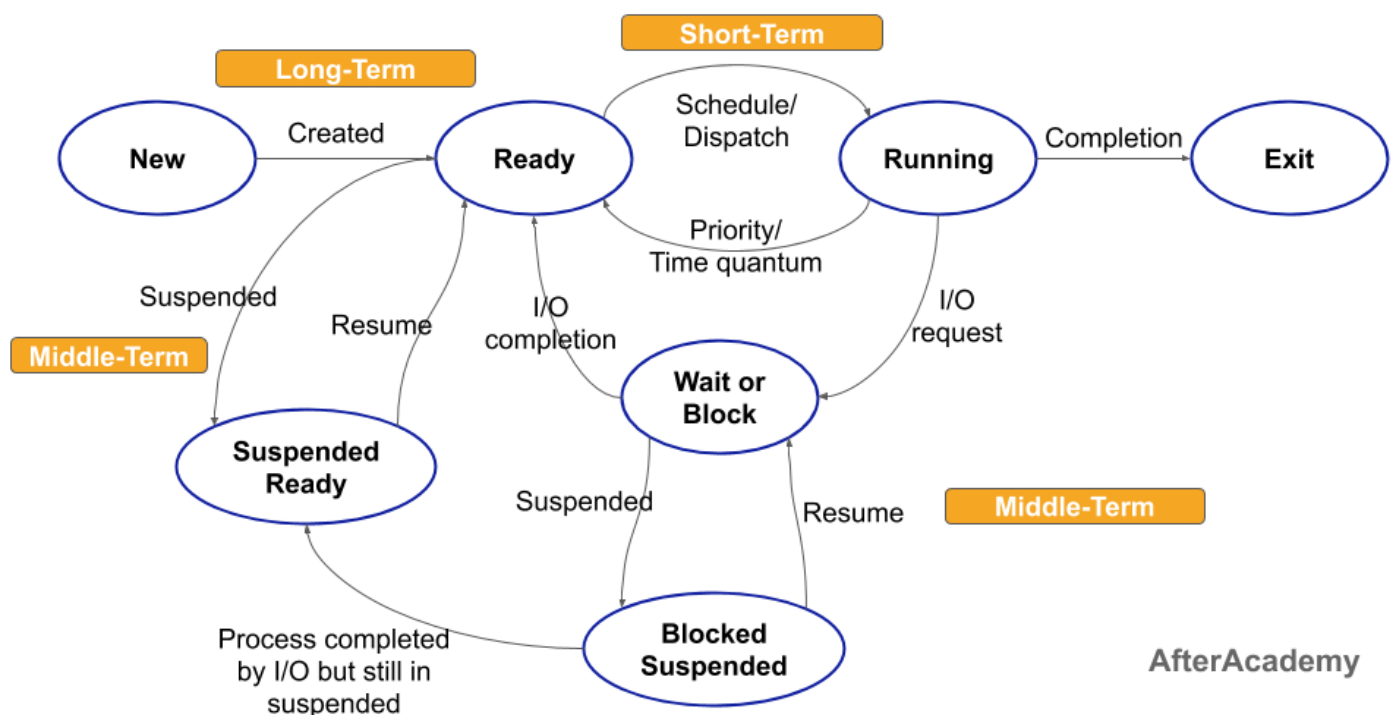 Short-Term
Long-Term
Schedule/
Dispatch
Created
Completion
New
Ready
Running
Exit
Priority/
Time quantum
Suspended
Resume
I/O
completion
I/O
request
Middle-Term
Wait or
Block
Suspended
Ready
Suspended
Resume
Middle-Term
Process completed
by I/O but still in
suspended
Blocked
Suspended
AfterAcademy